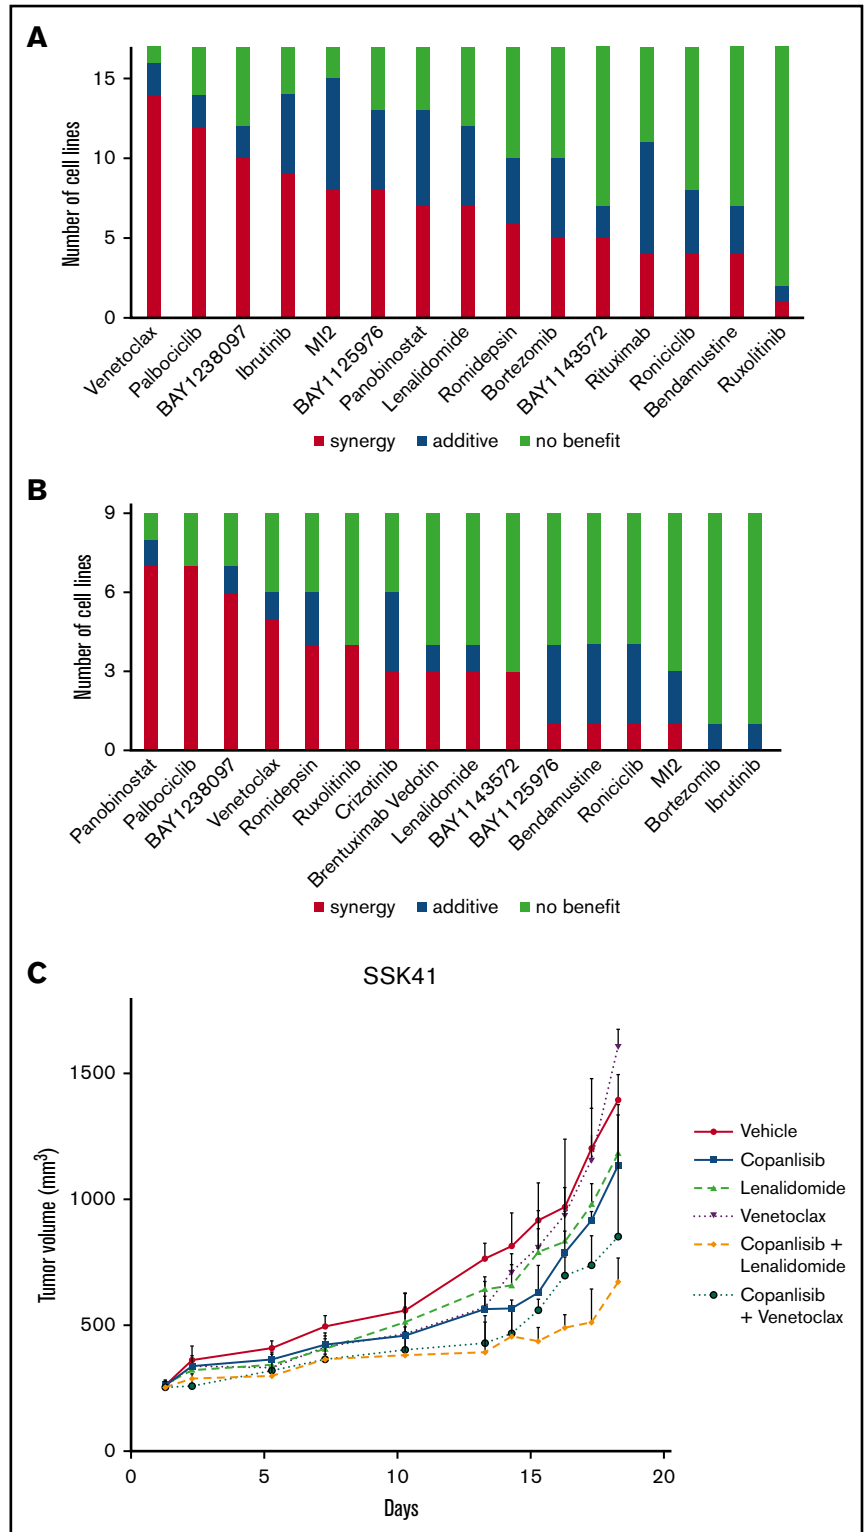 A
Number of cell lines
15
10
5
0
Venetoclax
Palbociclib
BAY1238097
Ibrutinib
MI2
BAY1125976
Panobinostat
Lenalidomide
Romidepsin
Bortezomib
BAY1143572
Rituximab
Roniciclib
Bendamustine
Ruxolitinib
synergy additive no benefit
B
Number of cell lines
9
6
3
0
Panobinostat
Palbociclib
BAY1238097
Venetoclax
Romidepsin
Ruxolitinib
Crizotinib
Brentuximab Vedotin
Lenalidomide
BAY1143572
BAY1125976
Bendamustine
Roniciclib
MI2
Bortezomib
Ibrutinib
synergy additive no benefit
C
SSK41
Tumor volume (mm³)
1500
1000
500
0
0 5 10 15 20
Days
Vehicle
Copanlisib
Lenalidomide
Venetoclax
Copanlisib +
Lenalidomide
Copanlisib
+ Venetoclax